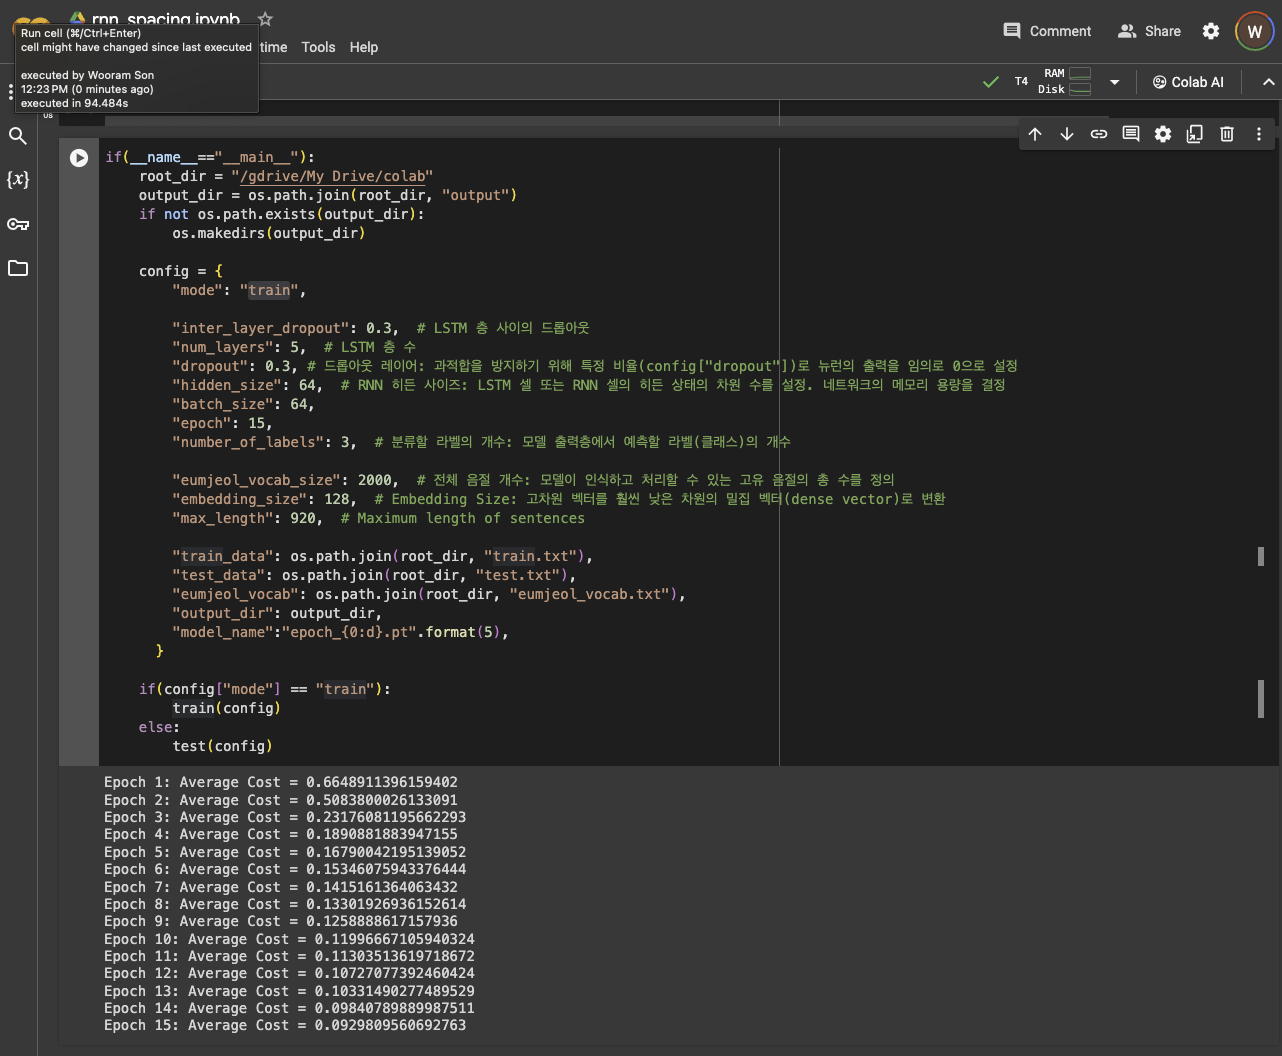 rnn_spacing.ipynb
Run cell (⌘/Ctrl+Enter)
cell might have changed since last executed
executed by Wooram Son
12:23 PM (0 minutes ago)
executed in 94.484s
time Tools Help
Comment Share W
T4 RAM Disk Colab AI
0s
{x}
if(__name__=="__main__"):
root_dir = "/gdrive/My Drive/colab"
output_dir = os.path.join(root_dir, "output")
if not os.path.exists(output_dir):
os.makedirs(output_dir)
config = {
"mode": "train",
"inter_layer_dropout": 0.3,  # LSTM 층 사이의 드롭아웃
"num_layers": 5,  # LSTM 층 수
"dropout": 0.3, # 드롭아웃 레이어: 과적합을 방지하기 위해 특정 비율(config["dropout"])로 뉴런의 출력을 임의로 0으로 설정
"hidden_size": 64,  # RNN 히든 사이즈: LSTM 셀 또는 RNN 셀의 히든 상태의 차원 수를 설정. 네트워크의 메모리 용량을 결정
"batch_size": 64,
"epoch": 15,
"number_of_labels": 3,  # 분류할 라벨의 개수: 모델 출력층에서 예측할 라벨(클래스)의 개수
"eumjeol_vocab_size": 2000,  # 전체 음절 개수: 모델이 인식하고 처리할 수 있는 고유 음절의 총 수를 정의
"embedding_size": 128,  # Embedding Size: 고차원 벡터를 훨씬 낮은 차원의 밀집 벡터(dense vector)로 변환
"max_length": 920,  # Maximum length of sentences
"train_data": os.path.join(root_dir, "train.txt"),
"test_data": os.path.join(root_dir, "test.txt"),
"eumjeol_vocab": os.path.join(root_dir, "eumjeol_vocab.txt"),
"output_dir": output_dir,
"model_name":"epoch_{0:d}.pt".format(5),
}
if(config["mode"] == "train"):
train(config)
else:
test(config)
Epoch 1: Average Cost = 0.6648911396159402
Epoch 2: Average Cost = 0.5083800026133091
Epoch 3: Average Cost = 0.23176081195662293
Epoch 4: Average Cost = 0.1890881883947155
Epoch 5: Average Cost = 0.16790042195139052
Epoch 6: Average Cost = 0.15346075943376444
Epoch 7: Average Cost = 0.1415161364063432
Epoch 8: Average Cost = 0.13301926936152614
Epoch 9: Average Cost = 0.1258888617157936
Epoch 10: Average Cost = 0.11996667105940324
Epoch 11: Average Cost = 0.11303513619718672
Epoch 12: Average Cost = 0.10727077392460424
Epoch 13: Average Cost = 0.10331490277489529
Epoch 14: Average Cost = 0.09840789889987511
Epoch 15: Average Cost = 0.0929809560692763